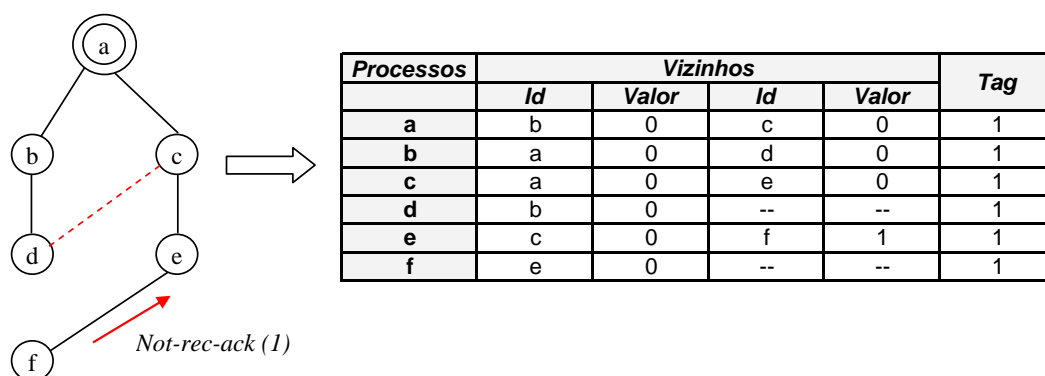 a
b
c
d
e
f
Not-rec-ack (1)
Processos Vizinhos Tag
Id Valor Id Valor
a b 0 c 0 1
b a 0 d 0 1
c a 0 e 0 1
d b 0 -- -- 1
e c 0 f 1 1
f e 0 -- -- 1